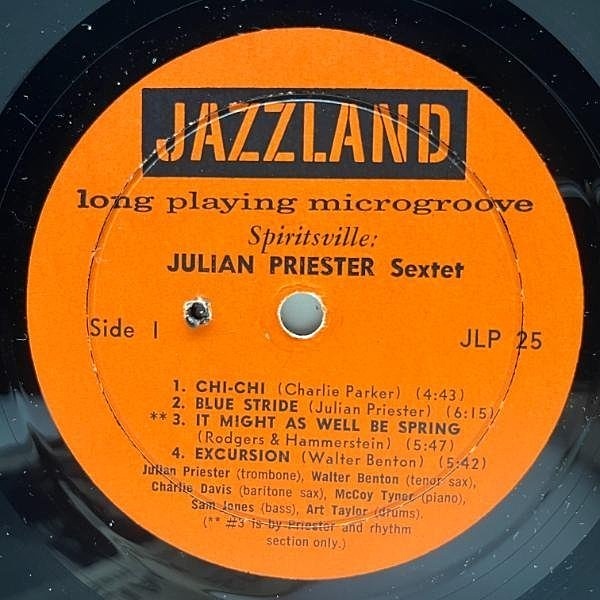 JAZZLAND
long playing microgroove
Spiritsville:
JULIAN PRIESTER Sextet
Side 1
JLP 25
1. CHI-CHI (Charlie Parker) (4:43)
2. BLUE STRIDE (Julian Priester) (6:15)
** 3. IT MIGHT AS WELL BE SPRING
(Rodgers & Hammerstein) (5:47)
4. EXCURSION (Walter Benton) (5:42)
Julian Priester (trombone), Walter Benton (tenor sax),
Charlie Davis (baritone sax), McCoy Tyner (piano),
Sam Jones (bass), Art Taylor (drums).
(** #3 is by Priester and rhythm
section only.)